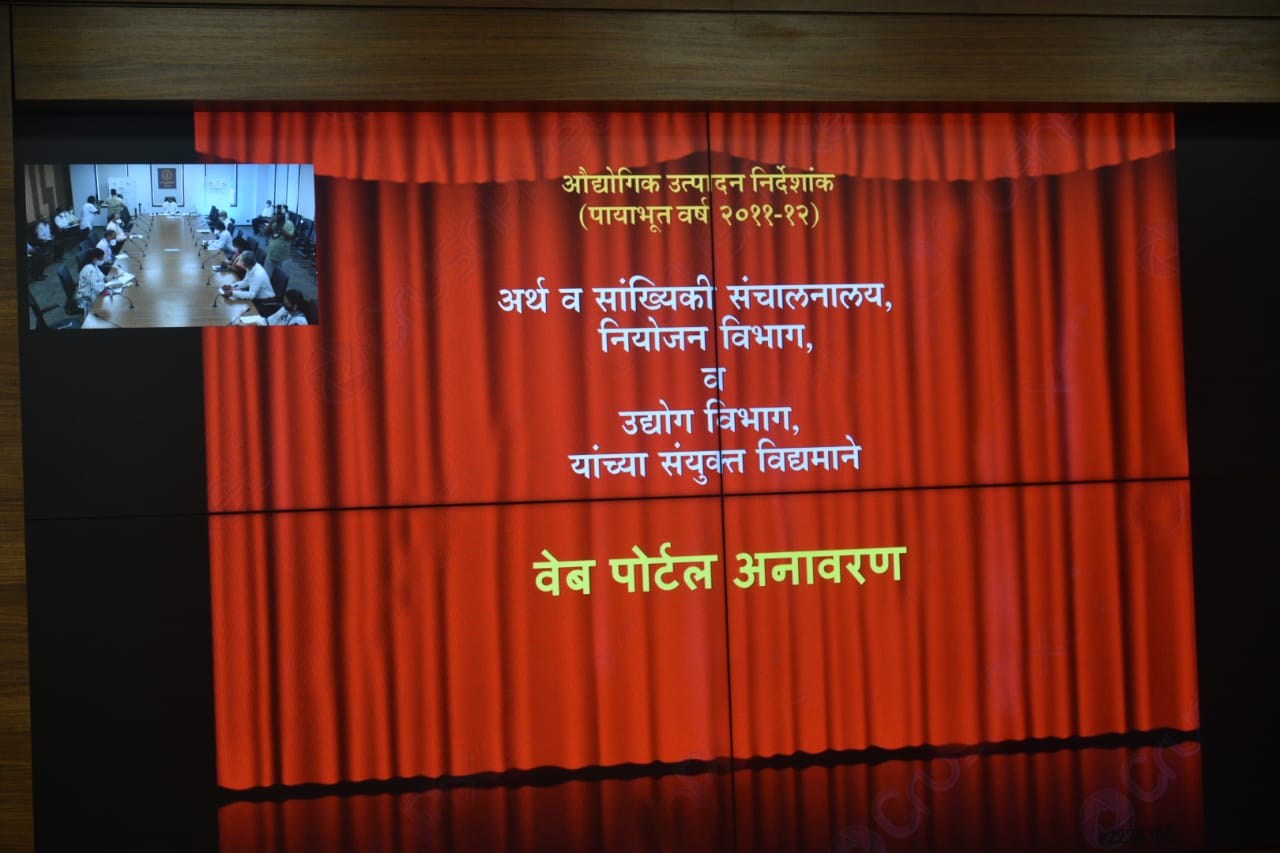 औद्योगिक उत्पादन निर्देशांक
(पायाभूत वर्ष २०११-१२)
अर्थ व सांख्यिकी संचालनालय,
नियोजन विभाग,
व
उद्योग विभाग,
यांच्या संयुक्त विद्यमाने
वेब पोर्टल अनावरण